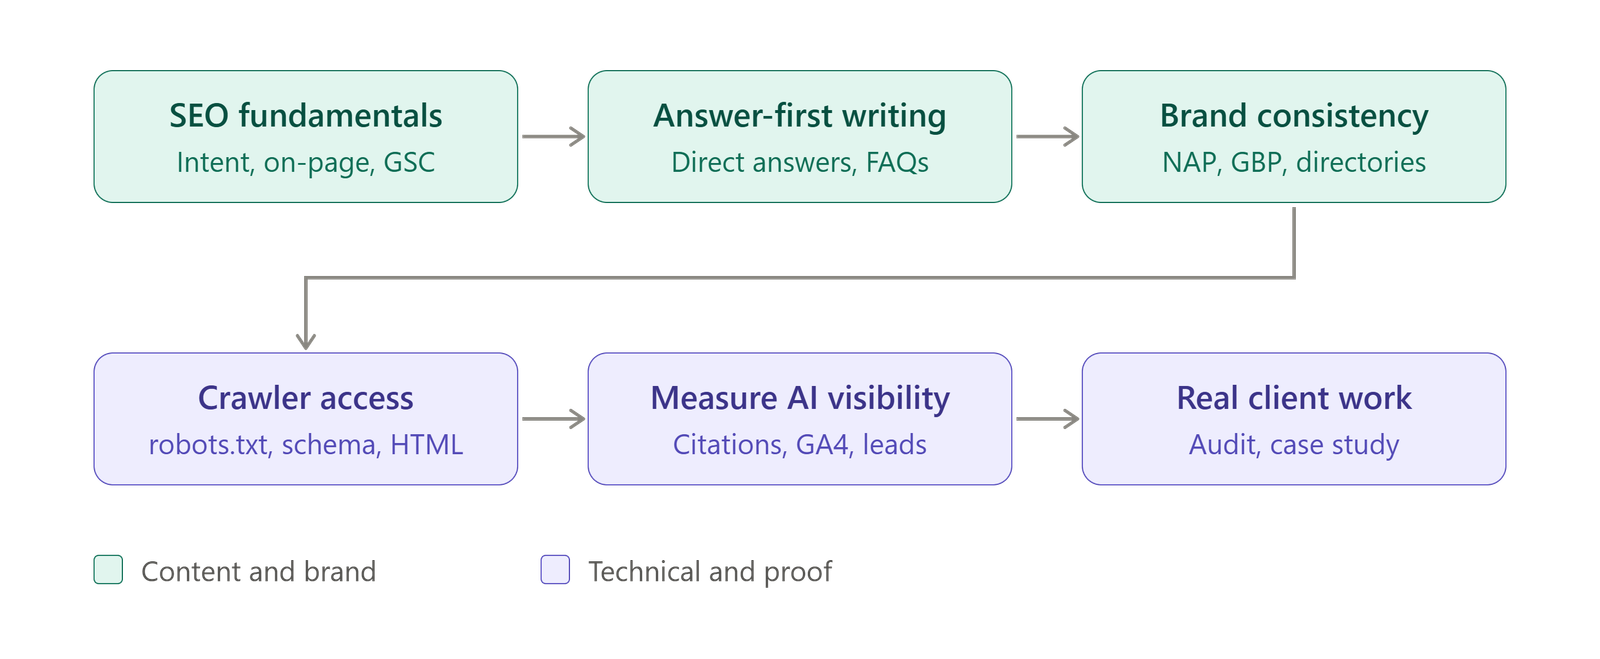 SEO fundamentals
Intent, on-page, GSC
Answer-first writing
Direct answers, FAQs
Brand consistency
NAP, GBP, directories
Crawler access
robots.txt, schema, HTML
Measure AI visibility
Citations, GA4, leads
Real client work
Audit, case study
Content and brand
Technical and proof